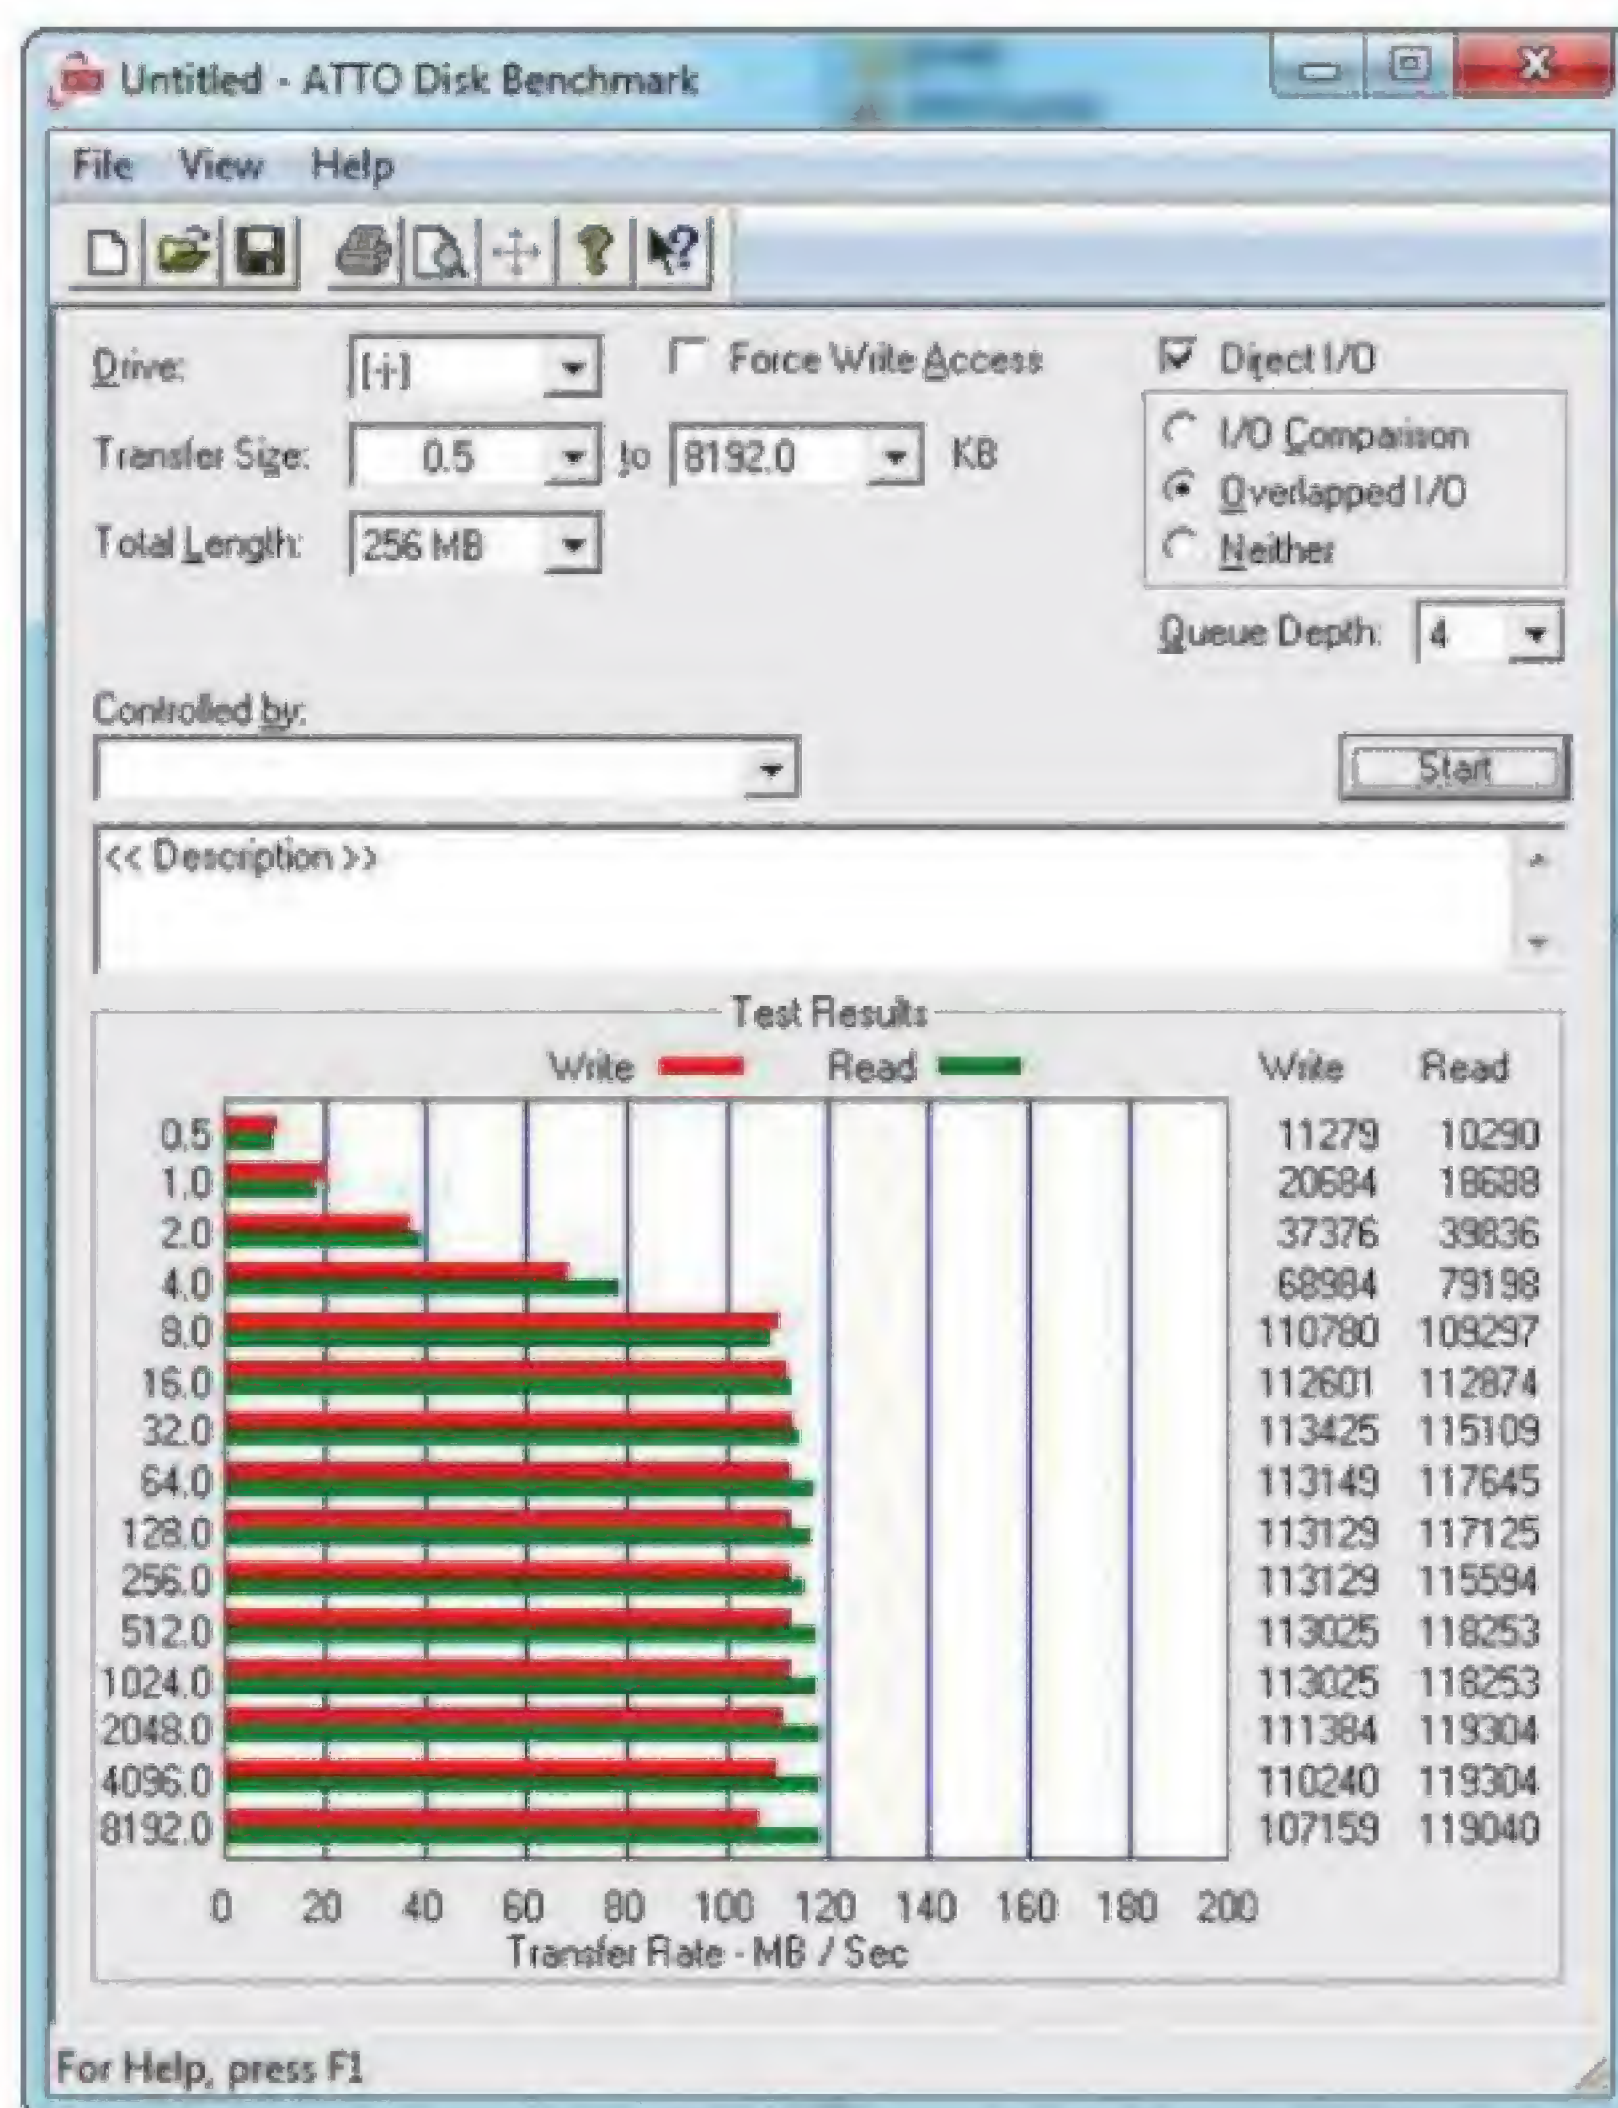 Untitled - ATTO Disk Benchmark
File View Help
Drive: [-i-] Force Write Access Direct I/O
Transfer Size: 0.5 to 8192.0 KB I/O Comparison
Overlapped I/O
Total Length: 256 MB Neither
Queue Depth: 4
Controlled by:
Start
<< Description >>
Test Results
Write Read Write Read
0.5 11279 10290
1.0 20684 18688
2.0 37376 39836
4.0 68984 79198
8.0 110780 109297
16.0 112601 112874
32.0 113425 115109
64.0 113149 117645
128.0 113129 117125
256.0 113129 115594
512.0 113025 118253
1024.0 113025 118253
2048.0 111384 119304
4096.0 110240 119304
8192.0 107159 119040
0 20 40 60 80 100 120 140 160 180 200
Transfer Rate - MB / Sec
For Help, press F1